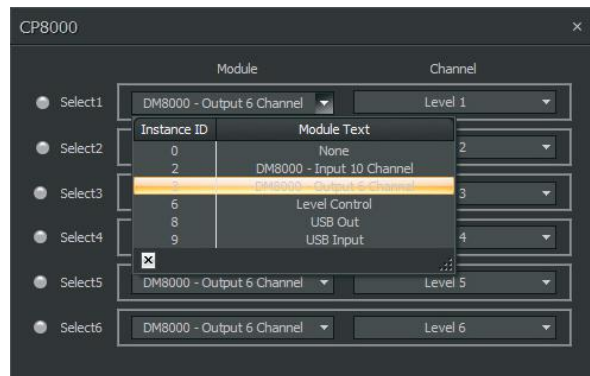 CP8000 ×
Module Channel
Select1 DM8000 - Output 6 Channel Level 1
Instance ID Module Text
0 None
Select2 2
2 DM8000 - Input 10 Channel
3 DM8000 - Output 6 Channel
Select3 3
6 Level Control
8 USB Out
Select4 4
9 USB Input
Select5 DM8000 - Output 6 Channel Level 5
Select6 DM8000 - Output 6 Channel Level 6